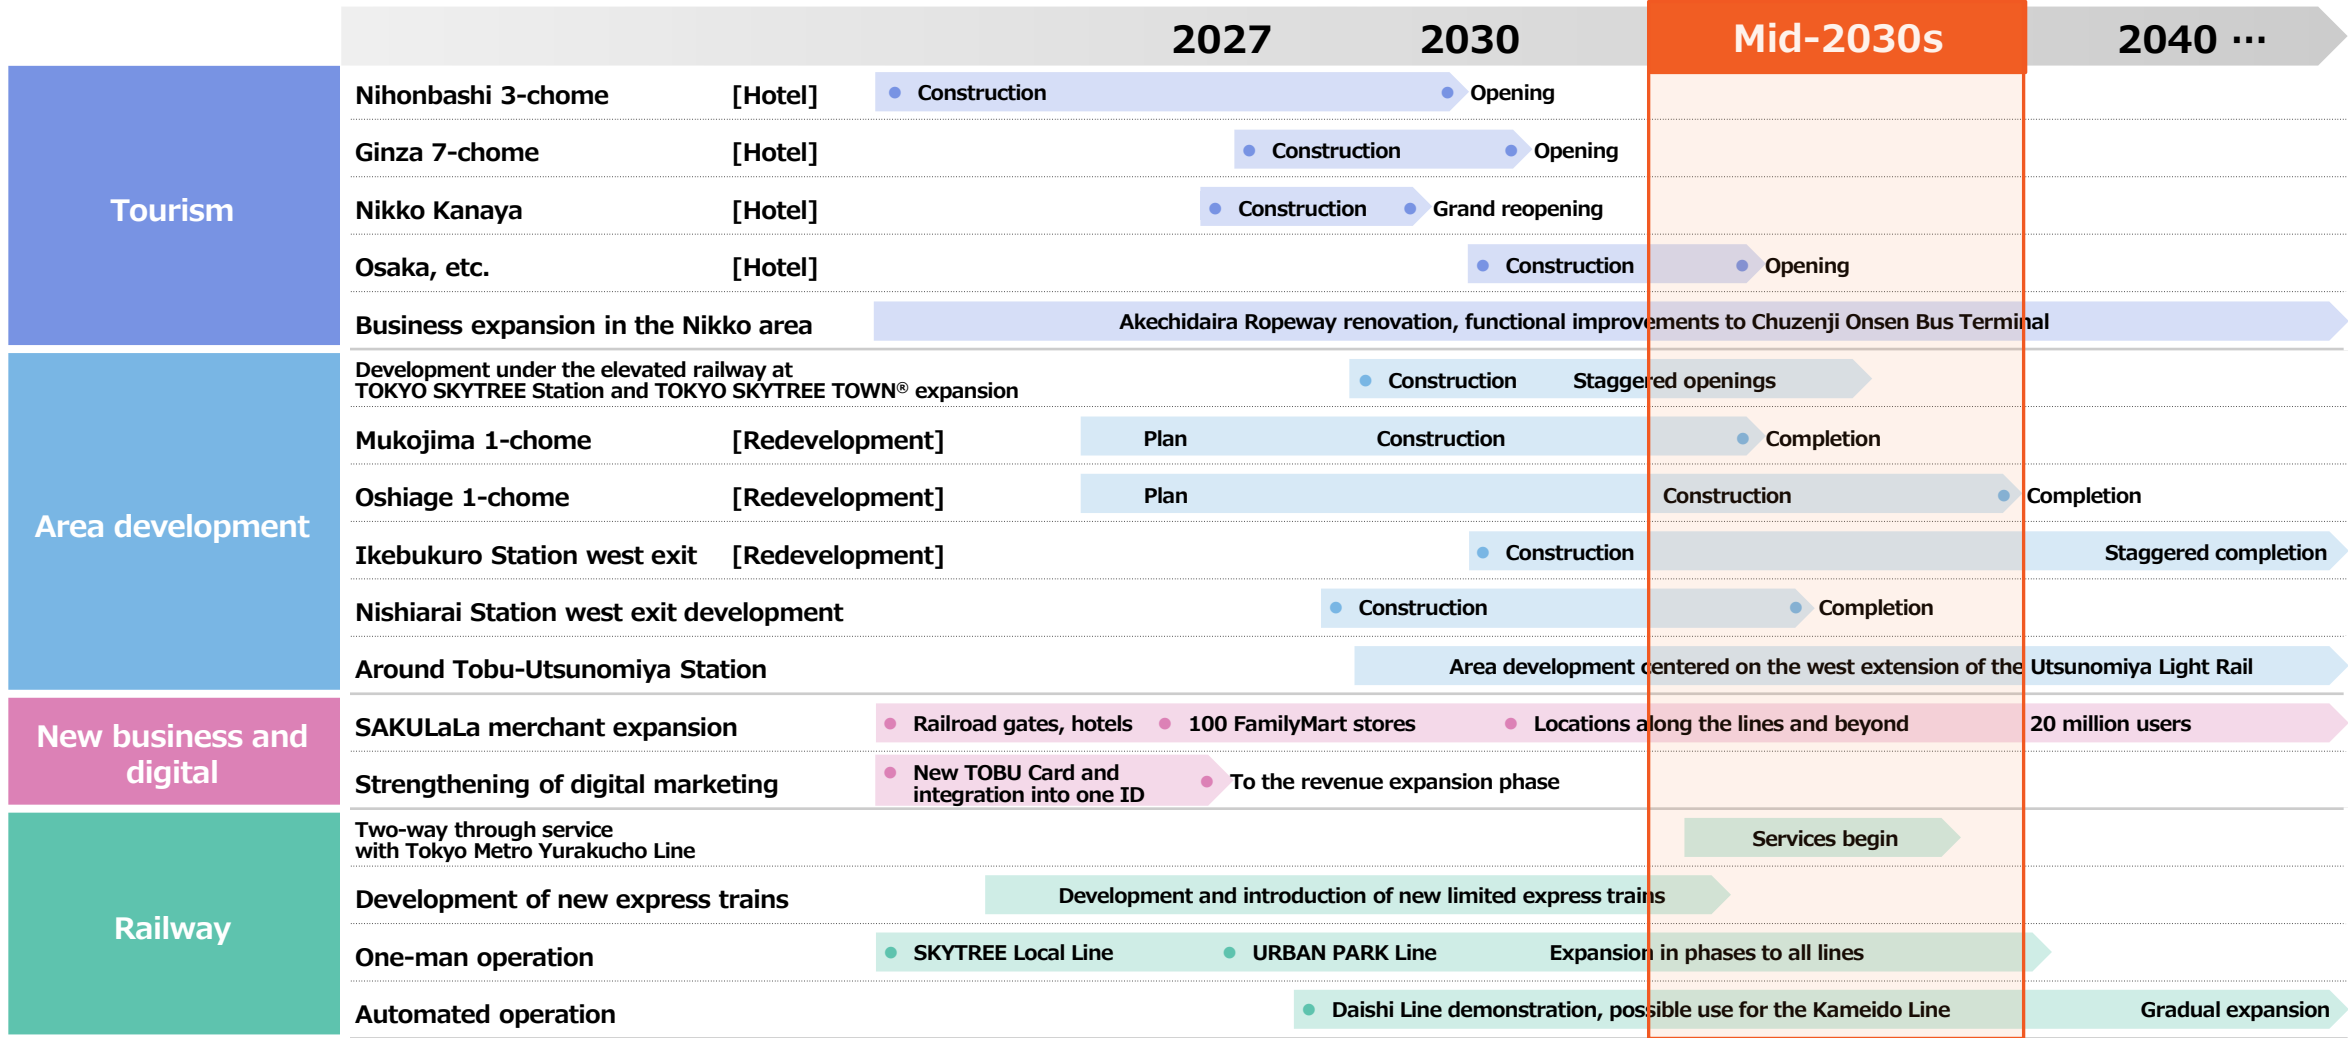 2027 2030 Mid-2030s 2040 ···
Tourism
Nihonbashi 3-chome [Hotel] Construction Opening
Ginza 7-chome [Hotel] Construction Opening
Nikko Kanaya [Hotel] Construction Grand reopening
Osaka, etc. [Hotel] Construction Opening
Business expansion in the Nikko area Akechidaira Ropeway renovation, functional improvements to Chuzenji Onsen Bus Terminal
Area development
Development under the elevated railway at
TOKYO SKYTREE Station and TOKYO SKYTREE TOWN® expansion
Construction Staggered openings
Mukojima 1-chome [Redevelopment] Plan Construction Completion
Oshiage 1-chome [Redevelopment] Plan Construction Completion
Ikebukuro Station west exit [Redevelopment] Construction Staggered completion
Nishiarai Station west exit development Construction Completion
Around Tobu-Utsunomiya Station Area development centered on the west extension of the Utsunomiya Light Rail
New business and
digital
SAKULaLa merchant expansion Railroad gates, hotels 100 FamilyMart stores Locations along the lines and beyond 20 million users
Strengthening of digital marketing
New TOBU Card and
integration into one ID
To the revenue expansion phase
Railway
Two-way through service
with Tokyo Metro Yurakucho Line
Services begin
Development of new express trains Development and introduction of new limited express trains
One-man operation SKYTREE Local Line URBAN PARK Line Expansion in phases to all lines
Automated operation Daishi Line demonstration, possible use for the Kameido Line Gradual expansion